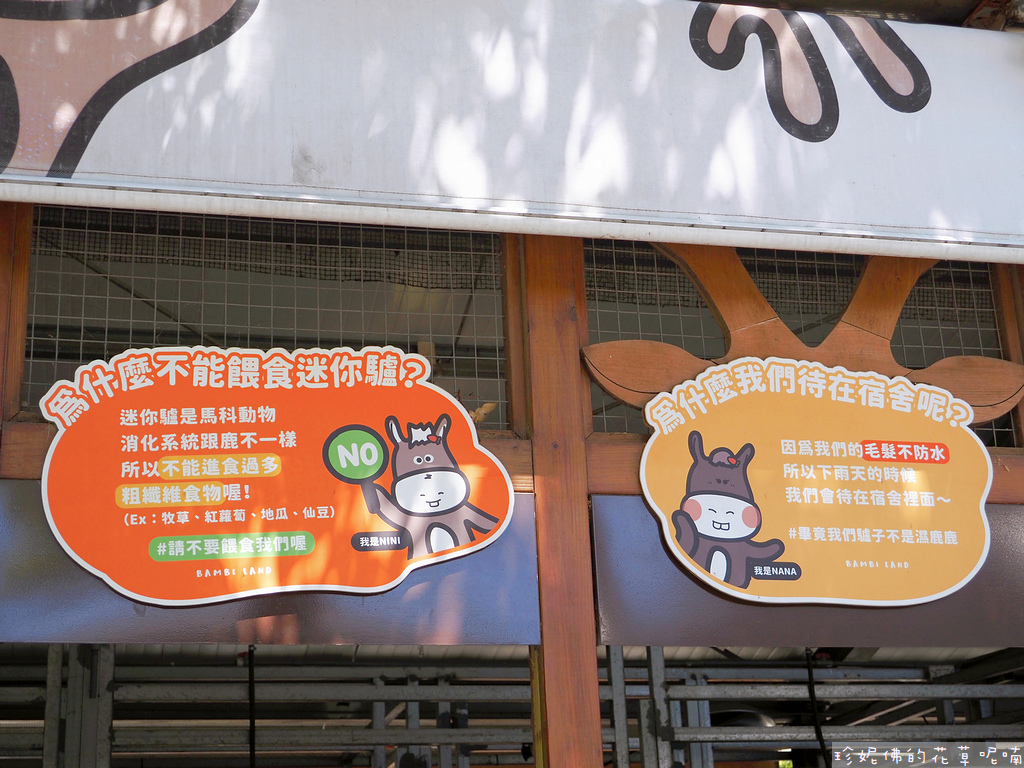 為什麼不能餵食迷你驢?
迷你驢是馬科動物
消化系統跟鹿不一樣
所以不能進食過多
粗纖維食物喔!
(Ex:牧草、紅蘿蔔、地瓜、仙豆)
#請不要餵食我們喔
BAMBI LAND
NO
我是NINI
為什麼我們待在宿舍呢?
因為我們的毛髮不防水
所以下雨天的時候
我們會待在宿舍裡面~
#畢竟我們驢子不是濕鹿鹿
BAMBI LAND
我是NANA
珍妮佛的花草呢喃